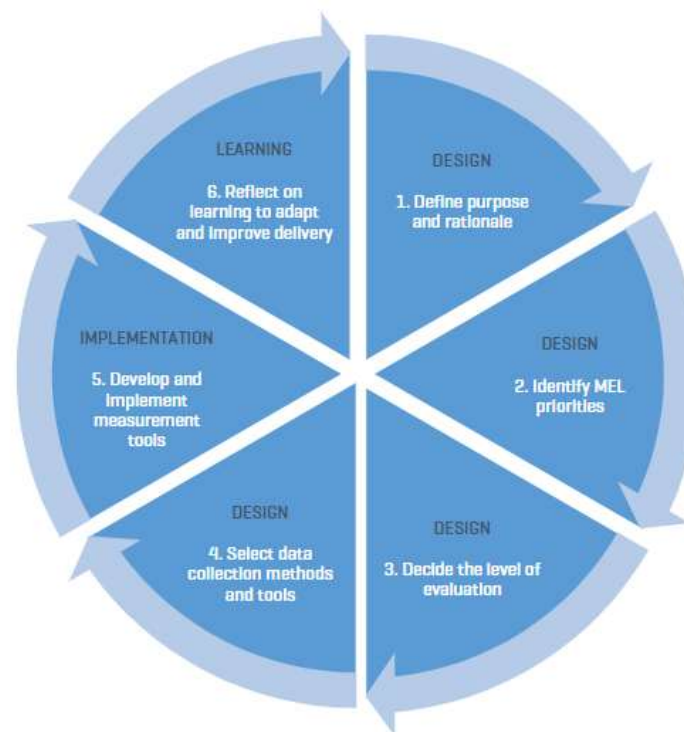 DESIGN
1. Define purpose
and rationale
DESIGN
2. Identify MEL
priorities
DESIGN
3. Decide the level of
evaluation
DESIGN
4. Select data
collection methods
and tools
IMPLEMENTATION
5. Develop and
implement
measurement
tools
LEARNING
6. Reflect on
learning to adapt
and improve delivery